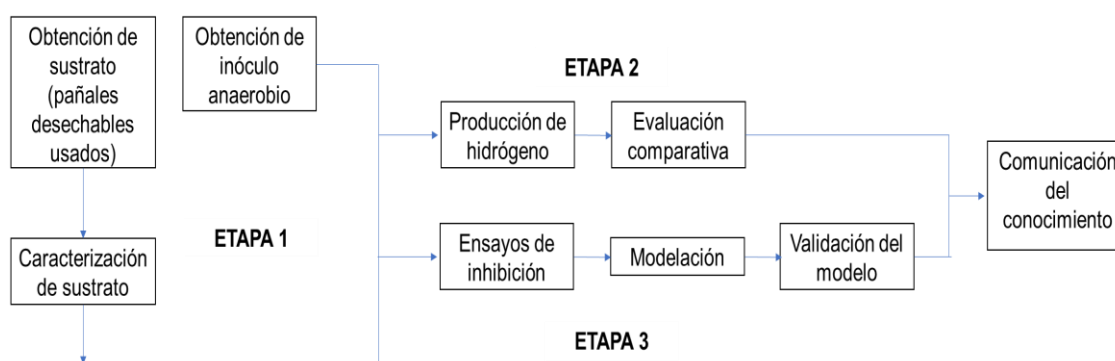 Obtención de
sustrato
(pañales
desechables
usados)
Obtención de
inóculo
anaerobio
ETAPA 2
Producción de
hidrógeno
Evaluación
comparativa
Comunicación
del
conocimiento
ETAPA 1
Caracterización
de sustrato
Ensayos de
inhibición
Modelación
Validación del
modelo
ETAPA 3